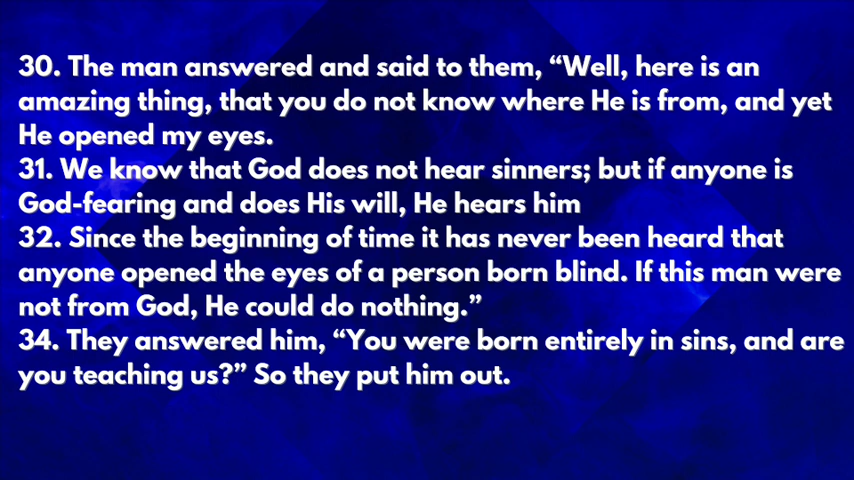 30. The man answered and said to them, “Well, here is an
amazing thing, that you do not know where He is from, and yet
He opened my eyes.
31. We know that God does not hear sinners; but if anyone is
God-fearing and does His will, He hears him
32. Since the beginning of time it has never been heard that
anyone opened the eyes of a person born blind. If this man were
not from God, He could do nothing.”
34. They answered him, “You were born entirely in sins, and are
you teaching us?” So they put him out.